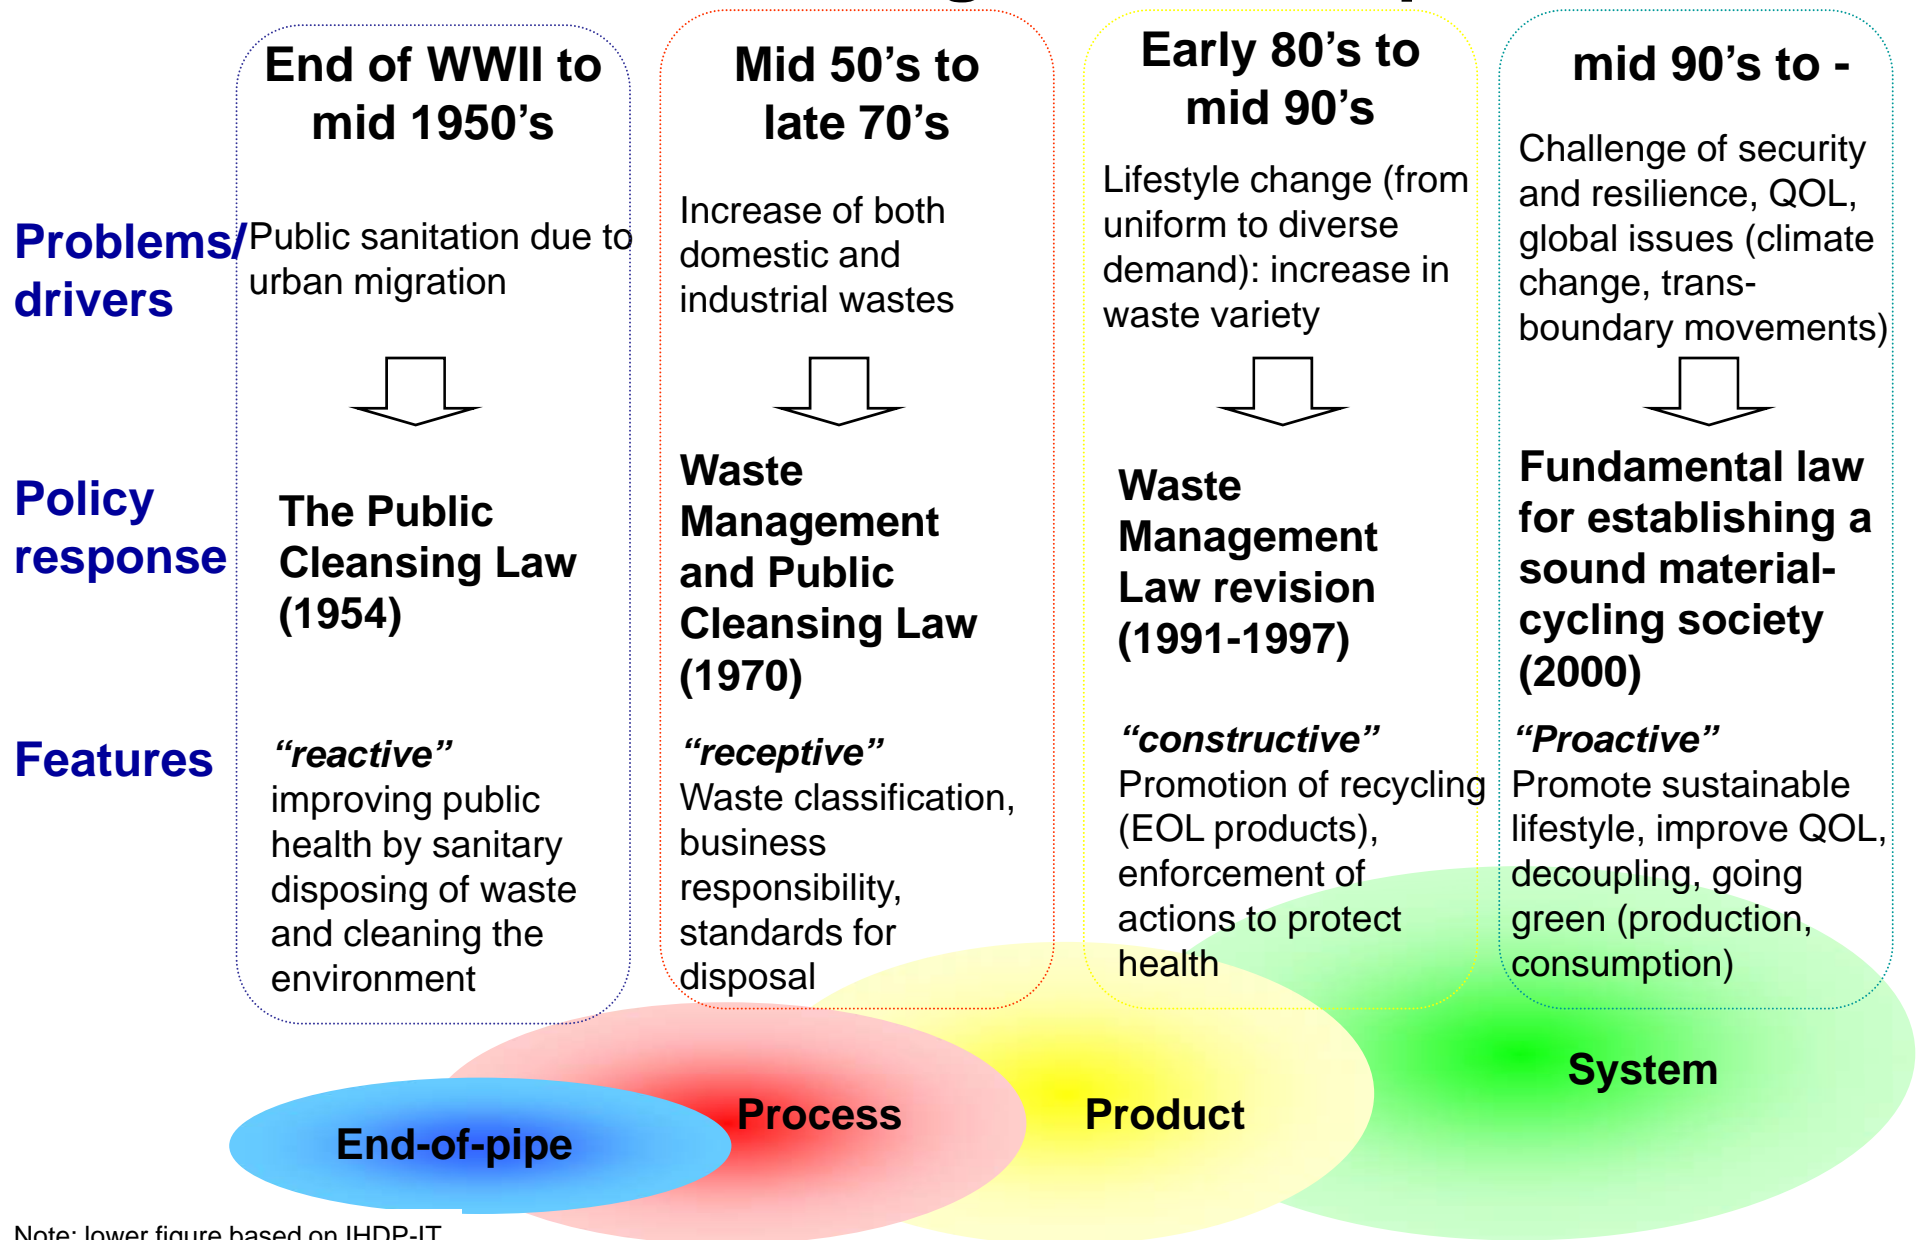 End of WWII to
mid 1950’s
Mid 50’s to
late 70’s
Early 80’s to
mid 90’s
mid 90’s to -
Problems/
drivers
Public sanitation due to
urban migration
Increase of both
domestic and
industrial wastes
Lifestyle change (from
uniform to diverse
demand): increase in
waste variety
Challenge of security
and resilience, QOL,
global issues (climate
change, trans-
boundary movements)
Policy
response
The Public
Cleansing Law
(1954)
Waste
Management
and Public
Cleansing Law
(1970)
Waste
Management
Law revision
(1991-1997)
Fundamental law
for establishing a
sound material-
cycling society
(2000)
Features
“reactive”
improving public
health by sanitary
disposing of waste
and cleaning the
environment
“receptive”
Waste classification,
business
responsibility,
standards for
disposal
“constructive”
Promotion of recycling
(EOL products),
enforcement of
actions to protect
health
“Proactive”
Promote sustainable
lifestyle, improve QOL,
decoupling, going
green (production,
consumption)
End-of-pipe
Process
Product
System
Note: lower figure based on IHDP-IT